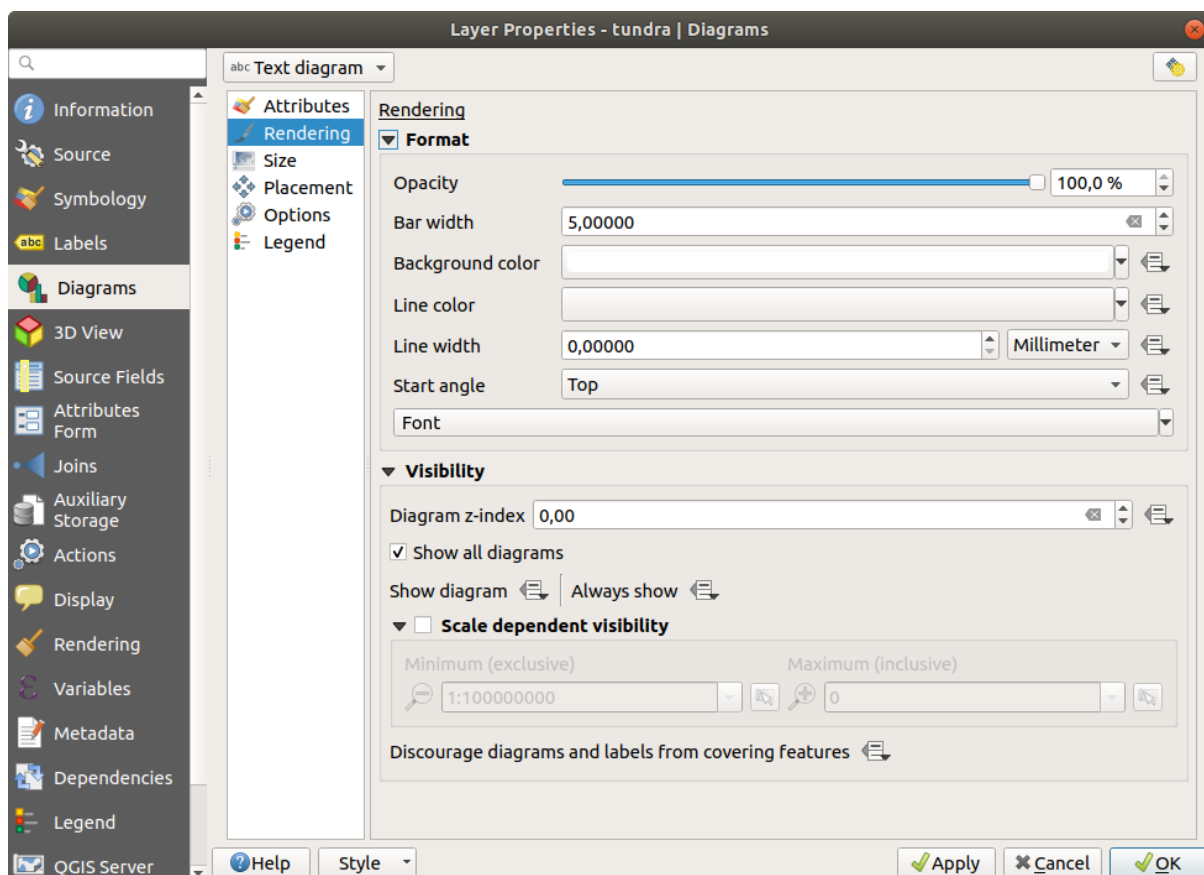 Layer Properties - tundra | Diagrams
abc Text diagram
Information
Source
Symbology
abc Labels
Diagrams
3D View
Source Fields
Attributes
Form
Joins
Auxiliary
Storage
Actions
Display
Rendering
Variables
Metadata
Dependencies
Legend
QGIS Server
Attributes
Rendering
Size
Placement
Options
Legend
Rendering
Format
Opacity 100,0 %
Bar width 5,00000
Background color
Line color
Line width 0,00000 Millimeter
Start angle Top
Font
Visibility
Diagram z-index 0,00
Show all diagrams
Show diagram Always show
Scale dependent visibility
Minimum (exclusive) Maximum (inclusive)
1:100000000 0
Discourage diagrams and labels from covering features
Help Style Apply Cancel OK